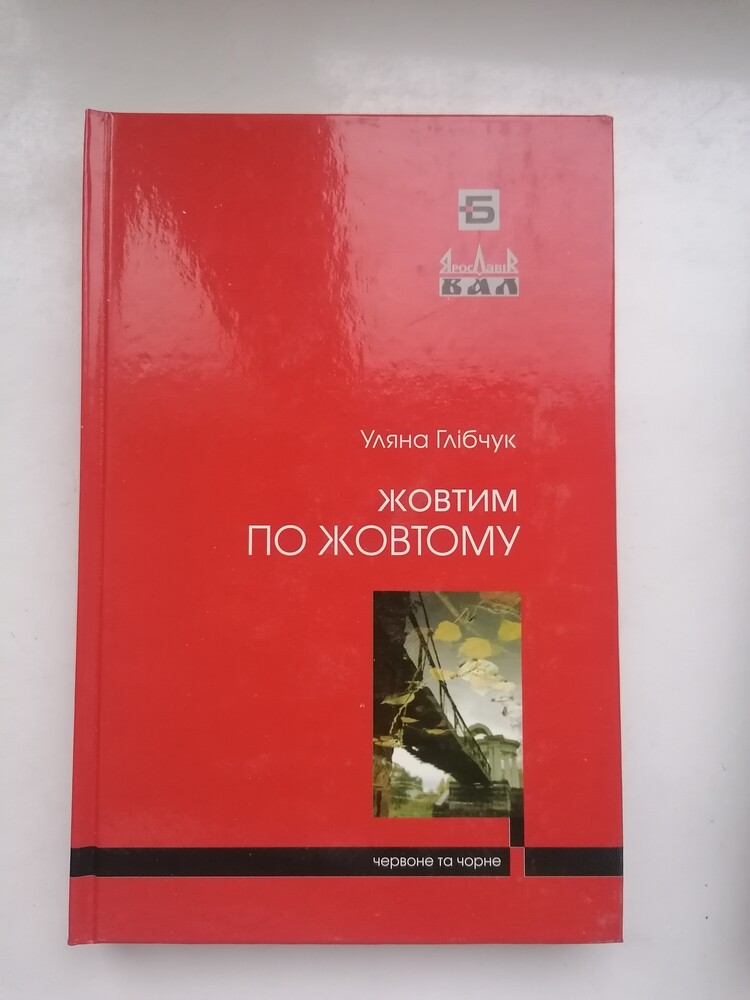 Б
ЯРОСЛАВІВ
ВАЛ
Уляна Глібчук
ЖОВТИМ
ПО ЖОВТОМУ
червоне та чорне